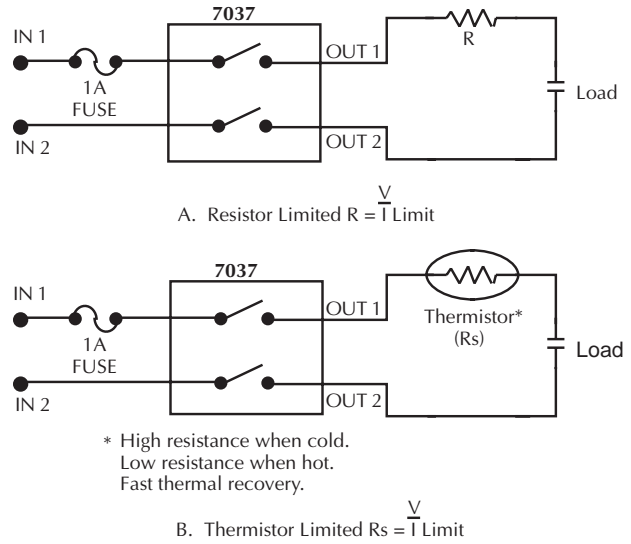 7037
IN 1
OUT 1
R
1A
FUSE
Load
IN 2
OUT 2
A. Resistor Limited R = V/I Limit
7037
IN 1
OUT 1
Thermistor*
(Rs)
1A
FUSE
Load
IN 2
OUT 2
* High resistance when cold.
Low resistance when hot.
Fast thermal recovery.
B. Thermistor Limited Rs = V/I Limit